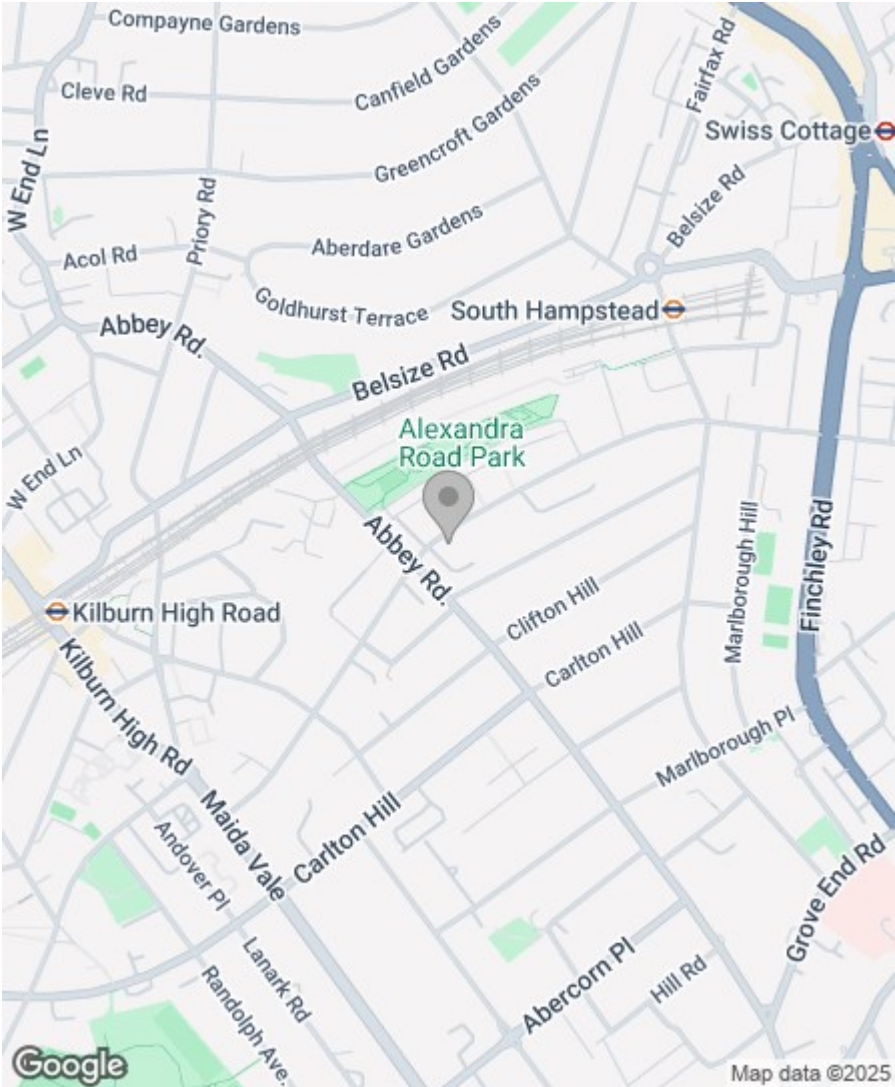 Compayne Gardens
Cleve Rd
Canfield Gardens
Fairfax Rd
Greencroft Gardens
Swiss Cottage
W End Ln
Priory Rd
Belsize Rd
Aberdare Gardens
Acol Rd
Goldhurst Terrace
South Hampstead
Abbey Rd.
Belsize Rd
Alexandra
Road Park
W End Ln
Abbey Rd.
Marlborough Hill
Finchley Rd
Clifton Hill
Kilburn High Road
Carlton Hill
Kilburn High Rd
Marlborough Pl
Maida Vale
Carlton Hill
Andover Pl
Grove End Rd
Lanark Rd
Abercorn Pl
Hill Rd
Randolph Ave.
Google
Map data ©2025